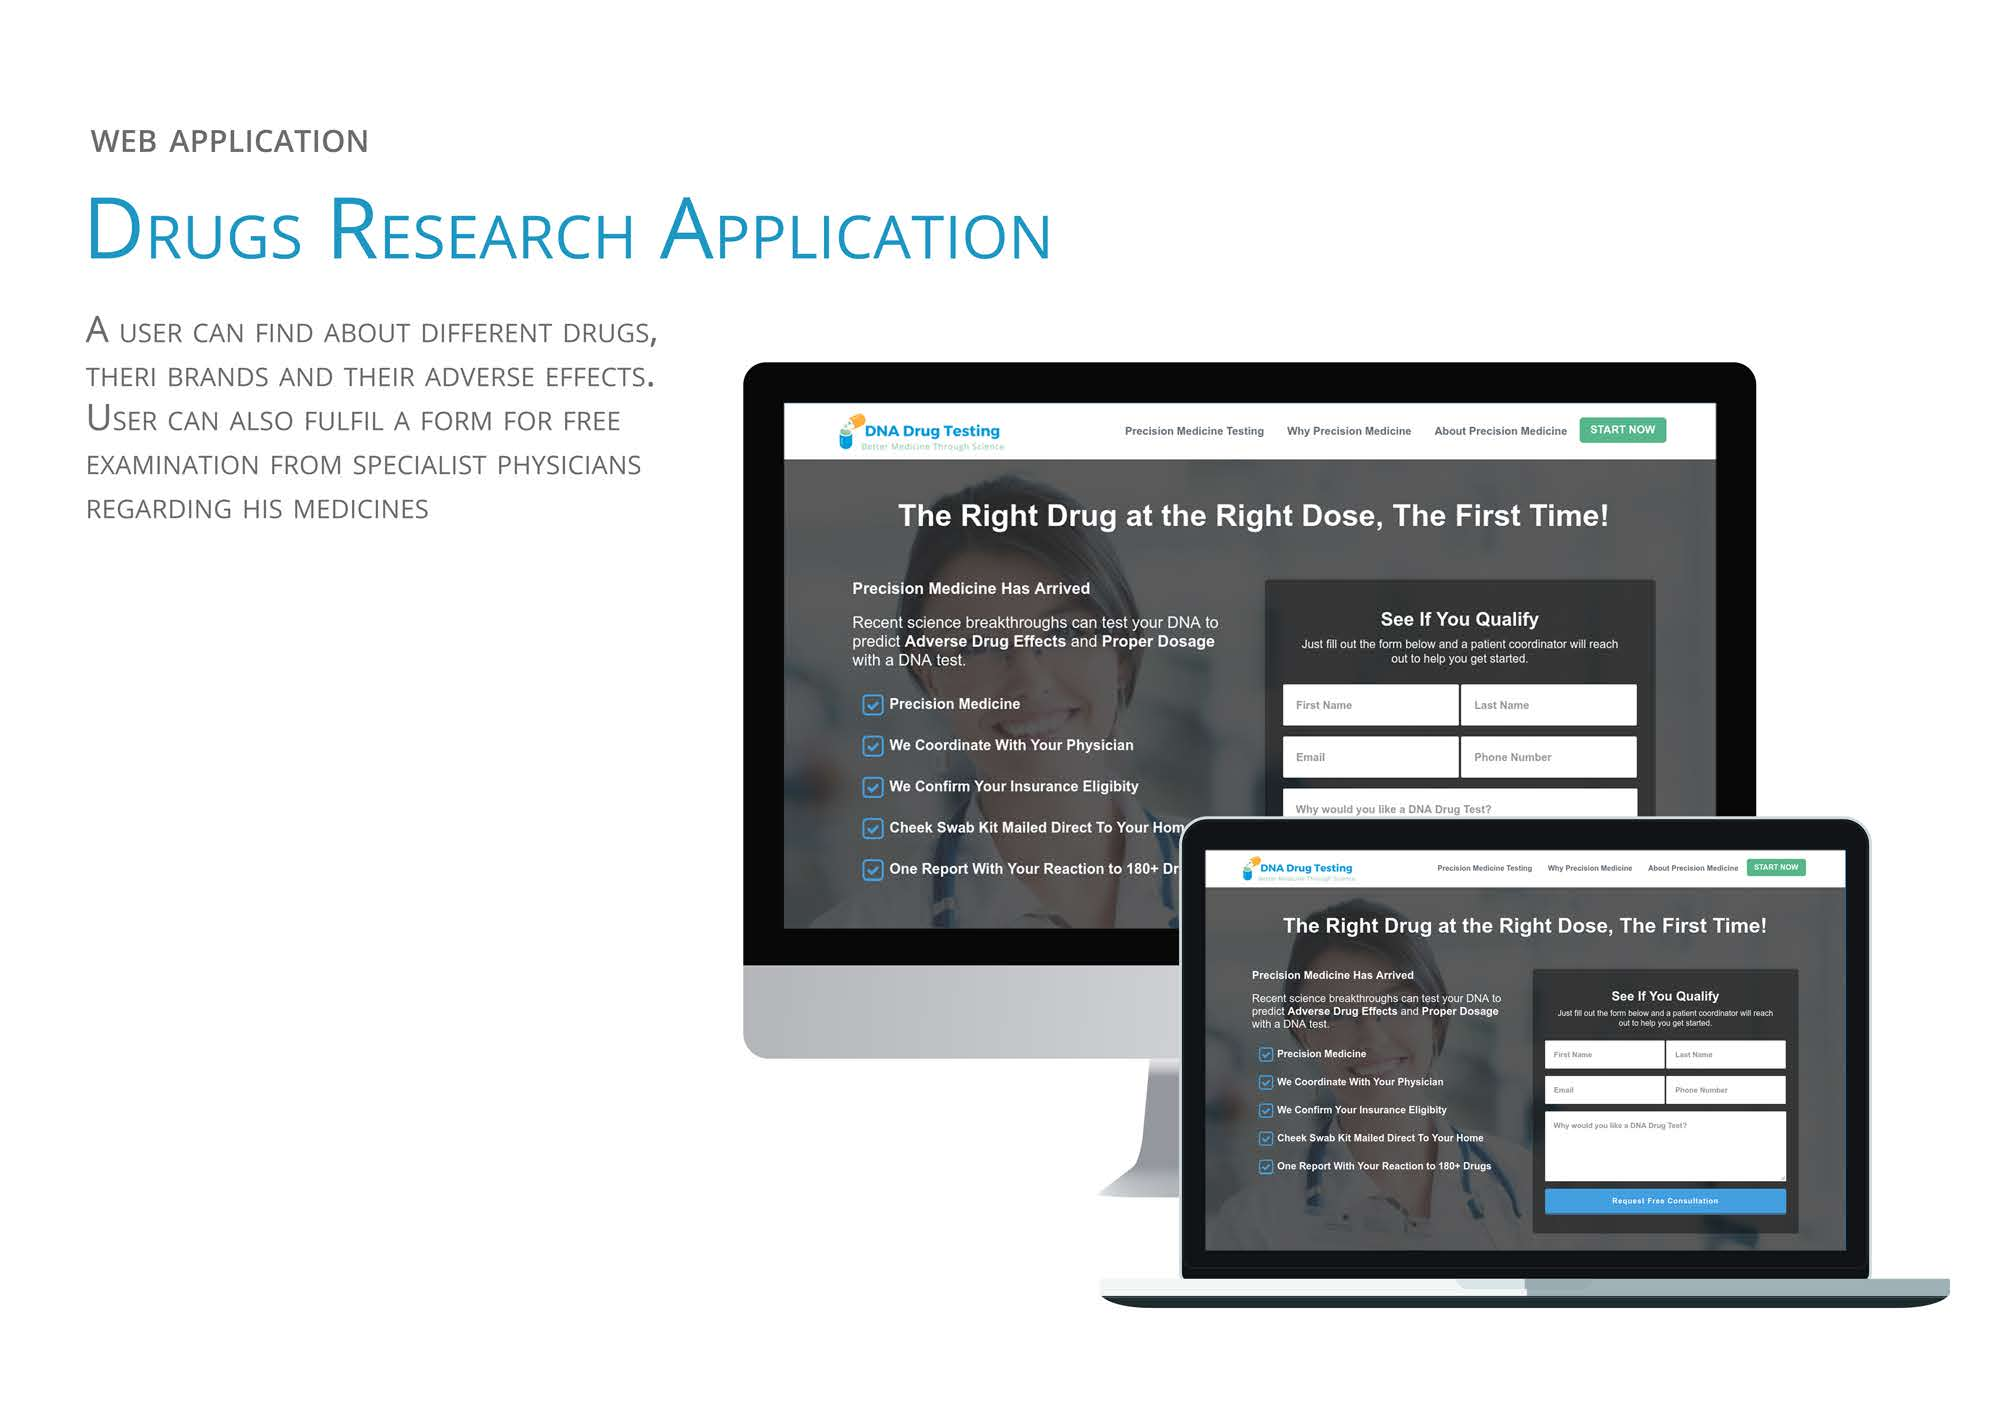 WEB APPLICATION
DRUGS RESEARCH APPLICATION
A USER CAN FIND ABOUT DIFFERENT DRUGS,
THERI BRANDS AND THEIR ADVERSE EFFECTS.
USER CAN ALSO FULFIL A FORM FOR FREE
EXAMINATION FROM SPECIALIST PHYSICIANS
REGARDING HIS MEDICINES
DNA Drug Testing
Better Medicine Through Science
Precision Medicine Testing Why Precision Medicine About Precision Medicine START NOW
The Right Drug at the Right Dose, The First Time!
Precision Medicine Has Arrived
Recent science breakthroughs can test your DNA to
predict Adverse Drug Effects and Proper Dosage
with a DNA test.
Precision Medicine
We Coordinate With Your Physician
We Confirm Your Insurance Eligibity
Cheek Swab Kit Mailed Direct To Your Hom
One Report With Your Reaction to 180+ Dr
See If You Qualify
Just fill out the form below and a patient coordinator will reach
out to help you get started.
First Name Last Name
Email Phone Number
Why would you like a DNA Drug Test?
DNA Drug Testing
Better Medicine Through Science
Precision Medicine Testing Why Precision Medicine About Precision Medicine START NOW
The Right Drug at the Right Dose, The First Time!
Precision Medicine Has Arrived
Recent science breakthroughs can test your DNA to
predict Adverse Drug Effects and Proper Dosage
with a DNA test.
Precision Medicine
We Coordinate With Your Physician
We Confirm Your Insurance Eligibity
Cheek Swab Kit Mailed Direct To Your Home
One Report With Your Reaction to 180+ Drugs
See If You Qualify
Just fill out the form below and a patient coordinator will reach
out to help you get started.
First Name Last Name
Email Phone Number
Why would you like a DNA Drug Test?
Request Free Consultation